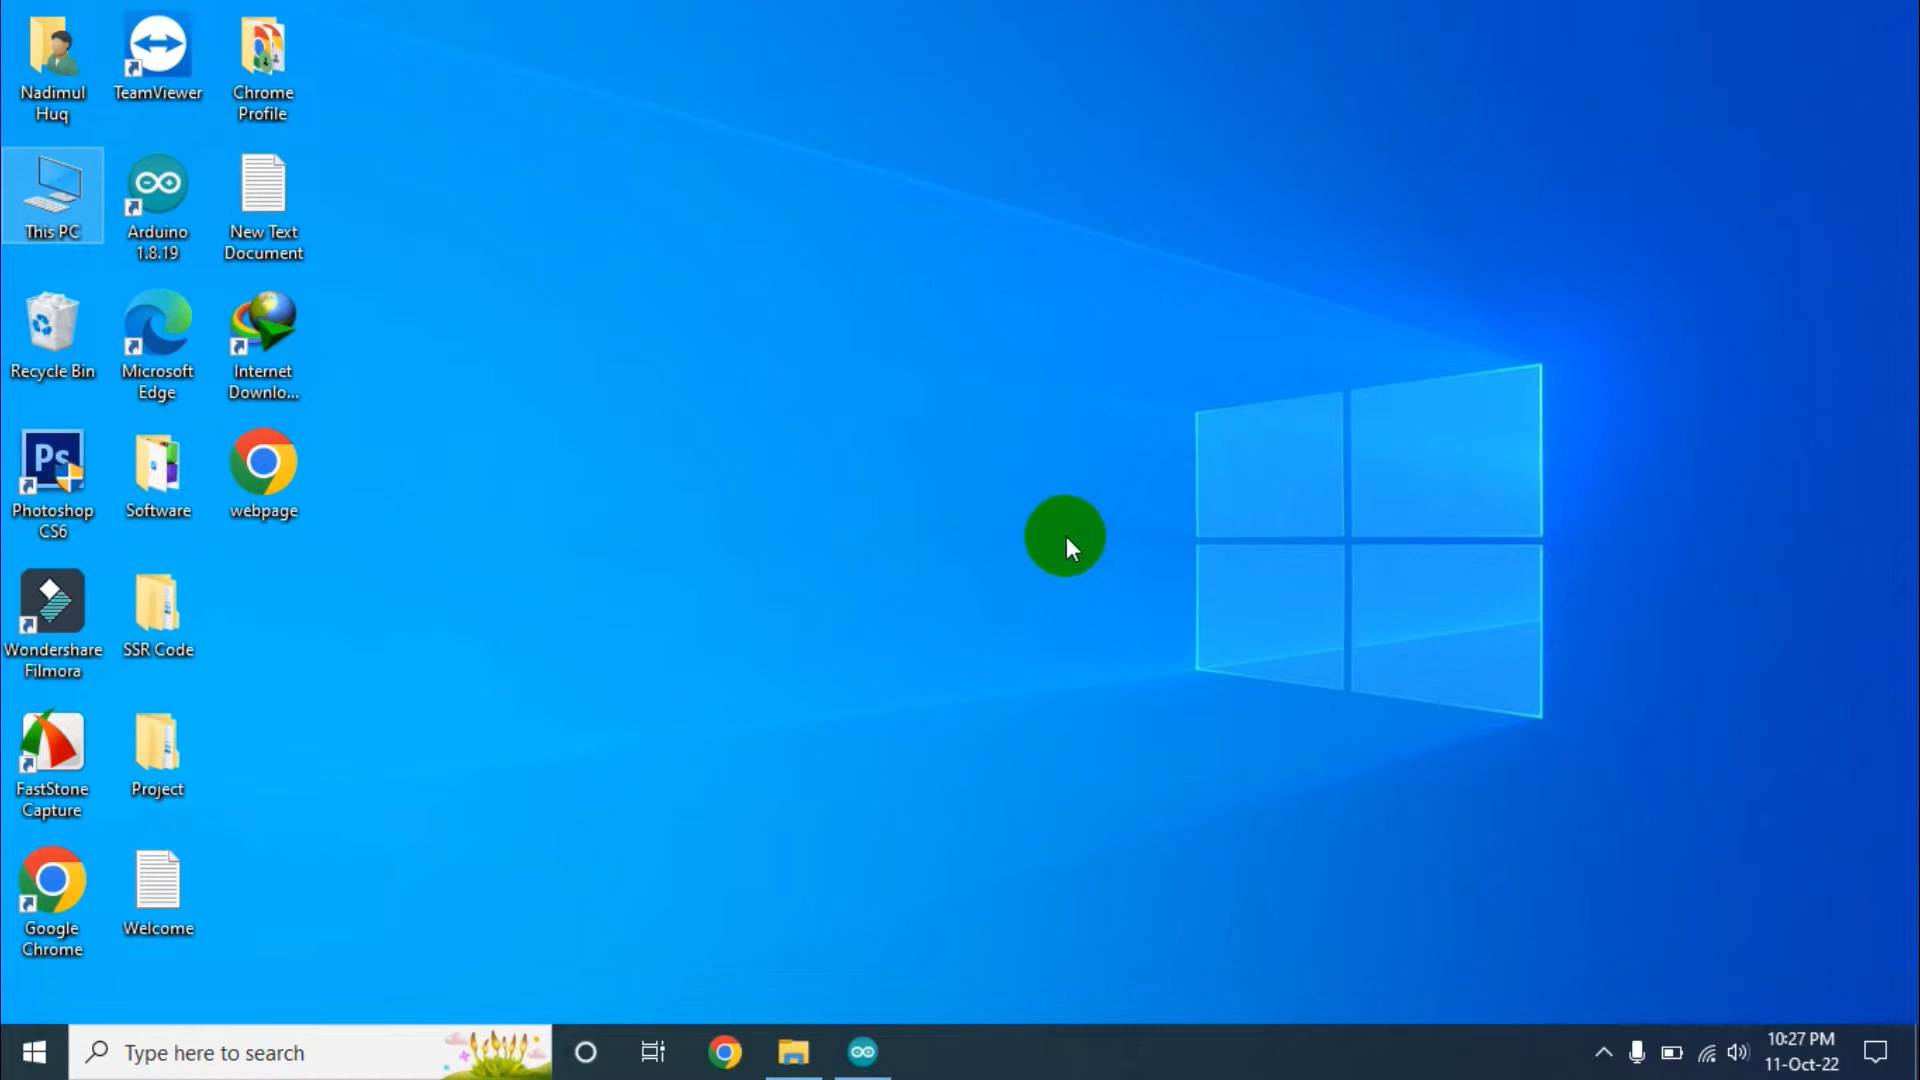 Nadimul
Huq
TeamViewer
Chrome
Profile
This PC
Arduino
1.8.19
New Text
Document
Recycle Bin
Microsoft
Edge
Internet
Downlo...
Ps
Photoshop
CS6
Software
webpage
Wondershare
Filmora
SSR Code
FastStone
Capture
Project
Google
Chrome
Welcome
Type here to search
10:27 PM
11-Oct-22